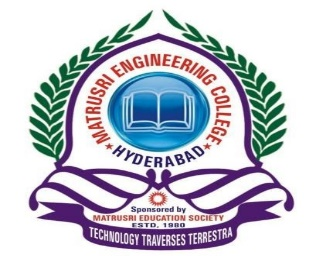 MATRUSRI ENGINEERING COLLEGE
★ HYDERABAD ★
Sponsored by
MATRUSRI EDUCATION SOCIETY
ESTD. 1980
TECHNOLOGY TRAVERSES TERRESTRA